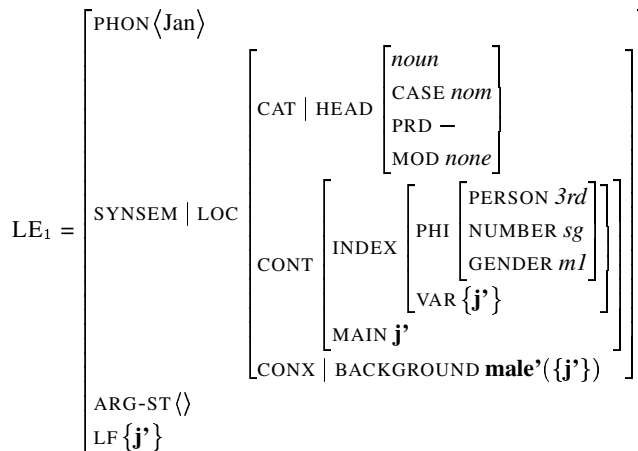 PHON ⟨Jan⟩
noun
CASE nom
CAT | HEAD
PRD −
MOD none
LE₁ = SYNSEM | LOC
PERSON 3rd
INDEX PHI NUMBER sg
GENDER m1
CONT
VAR {j’}
MAIN j’
CONX | BACKGROUND male’({j’})
ARG-ST ⟨⟩
LF {j’}